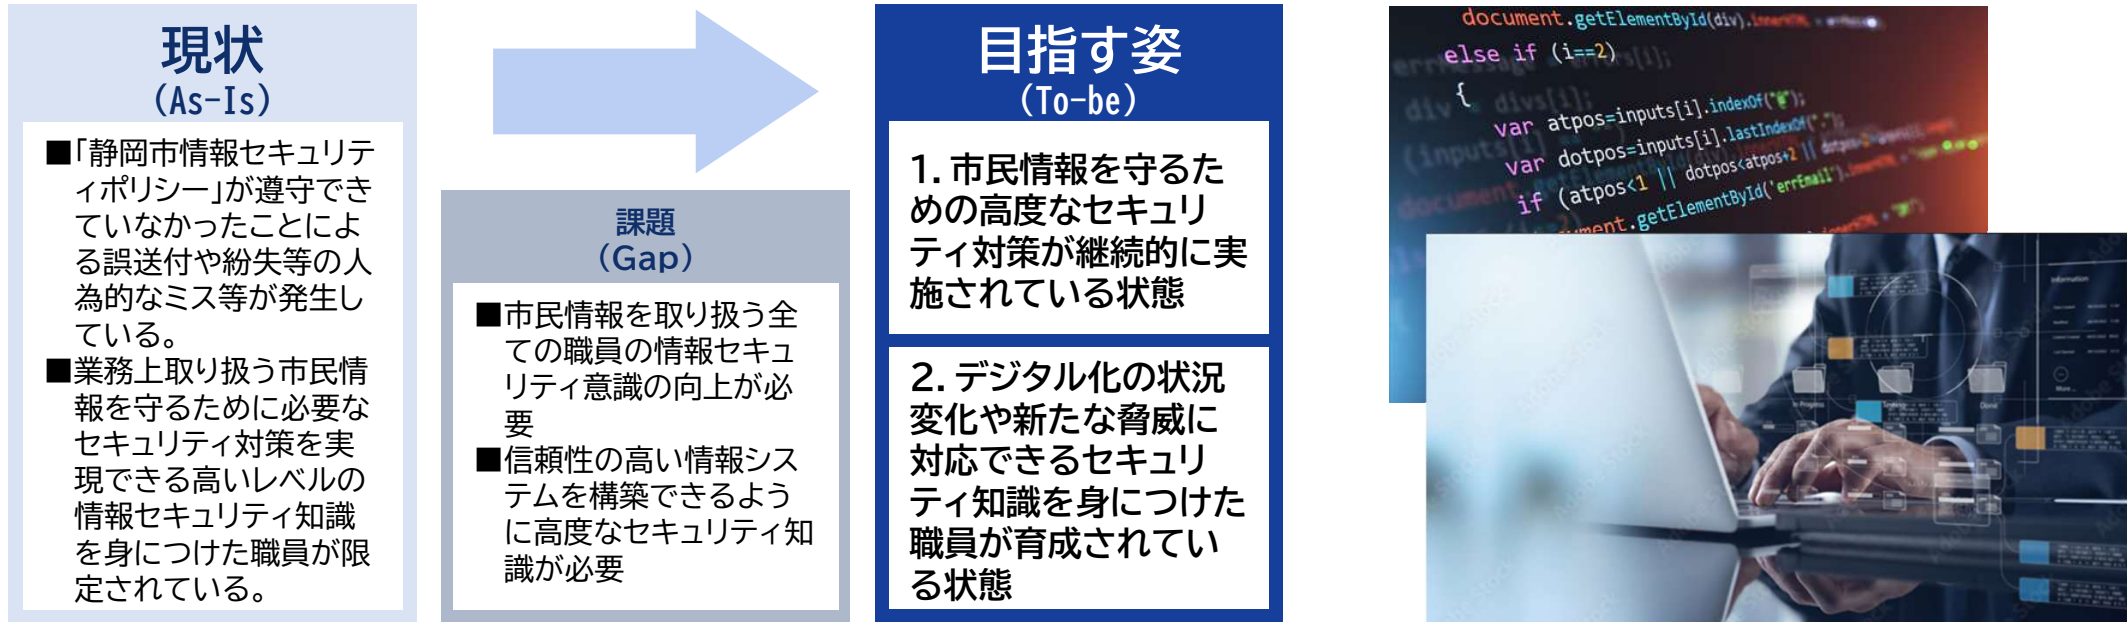 現状
(As-Is)
■「静岡市情報セキュリテ
ィポリシー」が遵守でき
ていなかったことによ
る誤送付や紛失等の人
為的なミス等が発生し
ている。
■業務上取り扱う市民情
報を守るために必要な
セキュリティ対策を実
現できる高いレベルの
情報セキュリティ知識
を身につけた職員が限
定されている。
課題
(Gap)
■市民情報を取り扱う全
ての職員の情報セキュ
リティ意識の向上が必
要
■信頼性の高い情報シス
テムを構築できるよう
に高度なセキュリティ知
識が必要
目指す姿
(To-be)
1. 市民情報を守るた
めの高度なセキュリ
ティ対策が継続的に実
施されている状態
2. デジタル化の状況
変化や新たな脅威に
対応できるセキュリ
ティ知識を身につけた
職員が育成されてい
る状態
document.getElementById(div).innerHTML
else if (i==2)
{
var atpos=inputs[i].indexOf("@");
var dotpos=inputs[i].lastIndexOf(".");
if (atpos<1 || dotpos<atpos+2 ||
document.getElementById('errEmail').innerHTML
Information
More ...
In Progress
Testing
Done